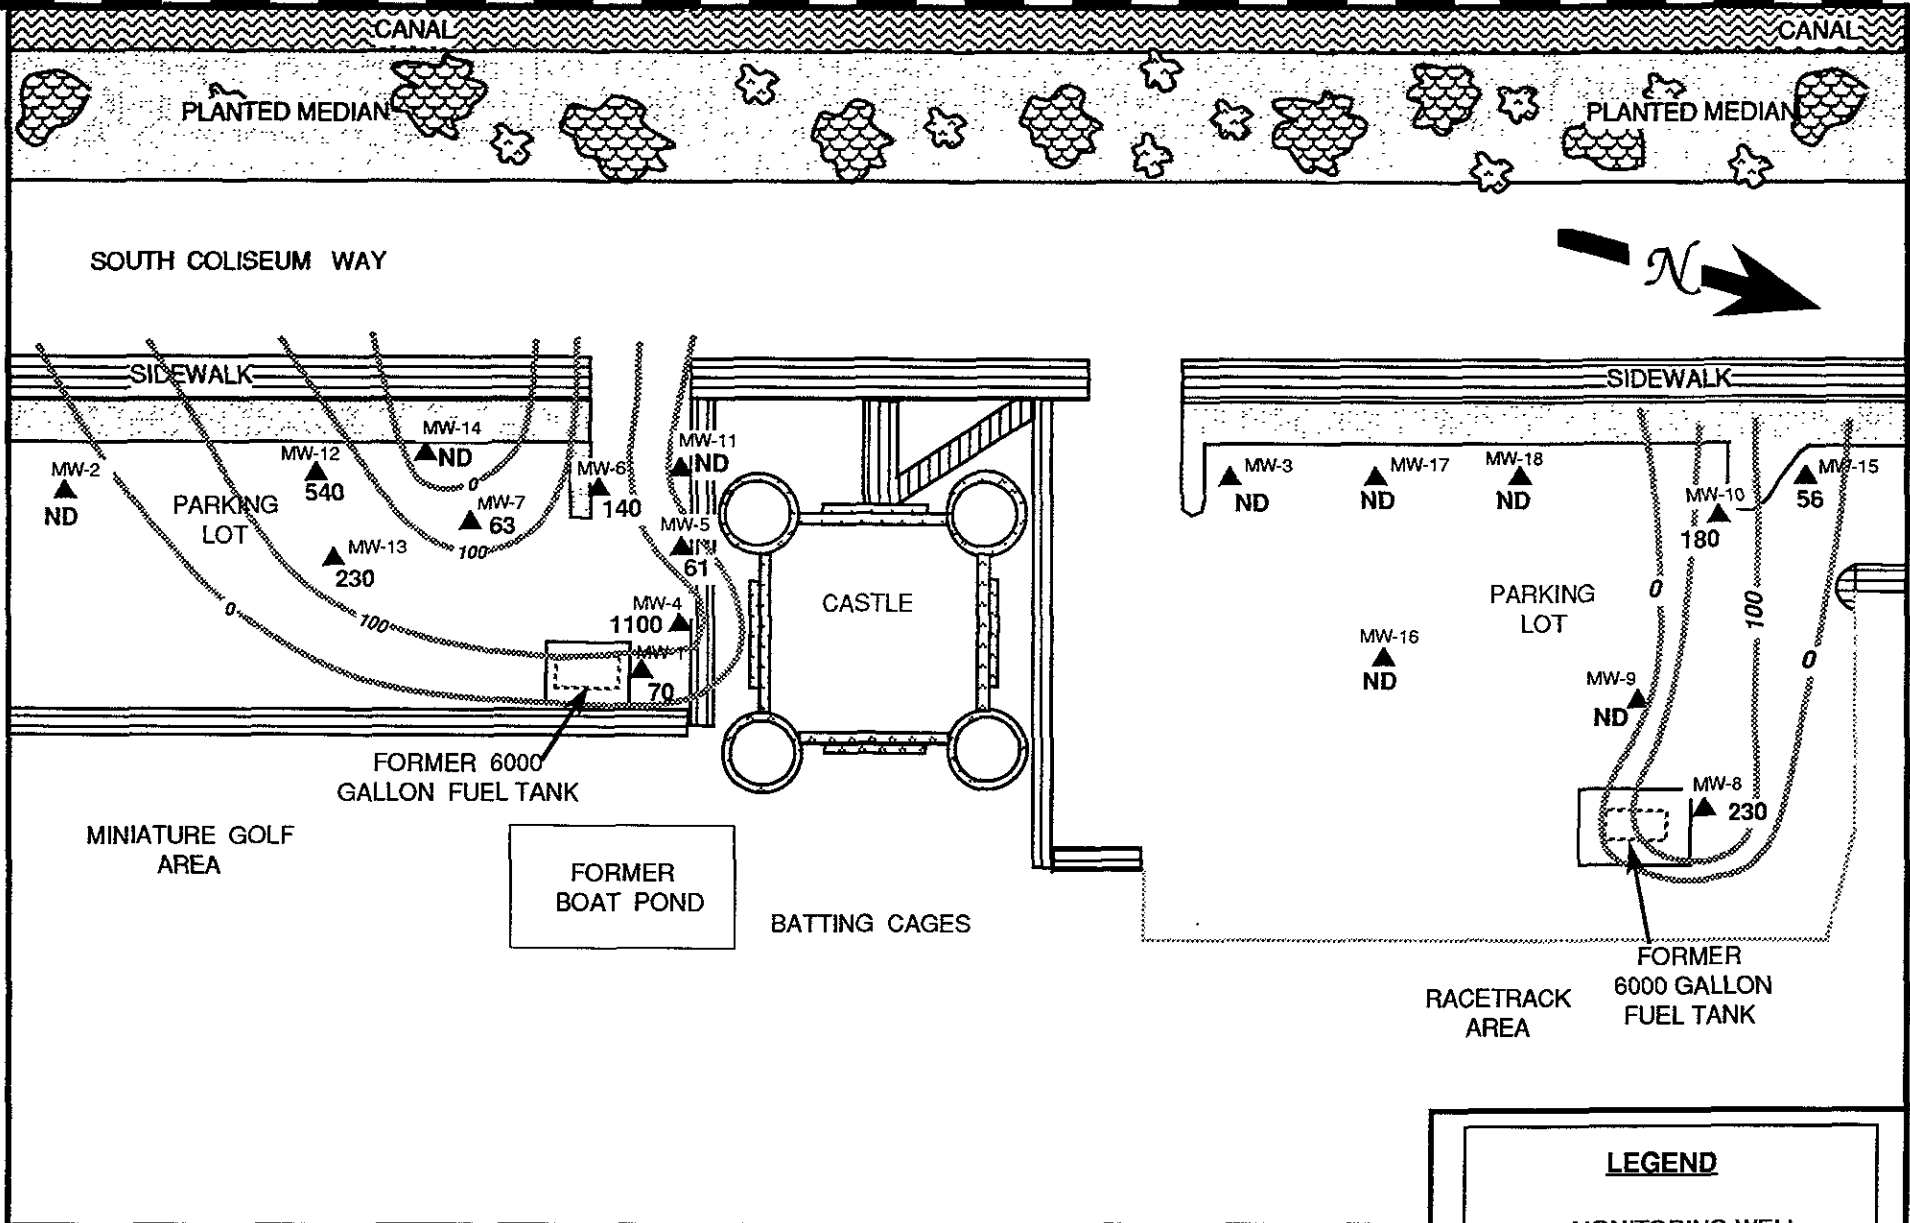 CANAL
CANAL
PLANTED MEDIAN
PLANTED MEDIAN
SOUTH COLISEUM WAY
N
SIDEWALK
SIDEWALK
MW-2
ND
MW-12
540
MW-14
ND
0
MW-7
63
100
MW-13
230
PARKING
LOT
0
100
MW-6
140
MW-11
ND
MW-5
61
MW-4
1100
MW-1
70
CASTLE
MW-3
ND
MW-17
ND
MW-18
ND
MW-10
180
MW-15
56
PARKING
LOT
0
100
0
MW-16
ND
MW-9
ND
MW-8
230
FORMER 6000
GALLON FUEL TANK
MINIATURE GOLF
AREA
FORMER
BOAT POND
BATTING CAGES
FORMER
6000 GALLON
FUEL TANK
RACETRACK
AREA
LEGEND
MONITORING WELL